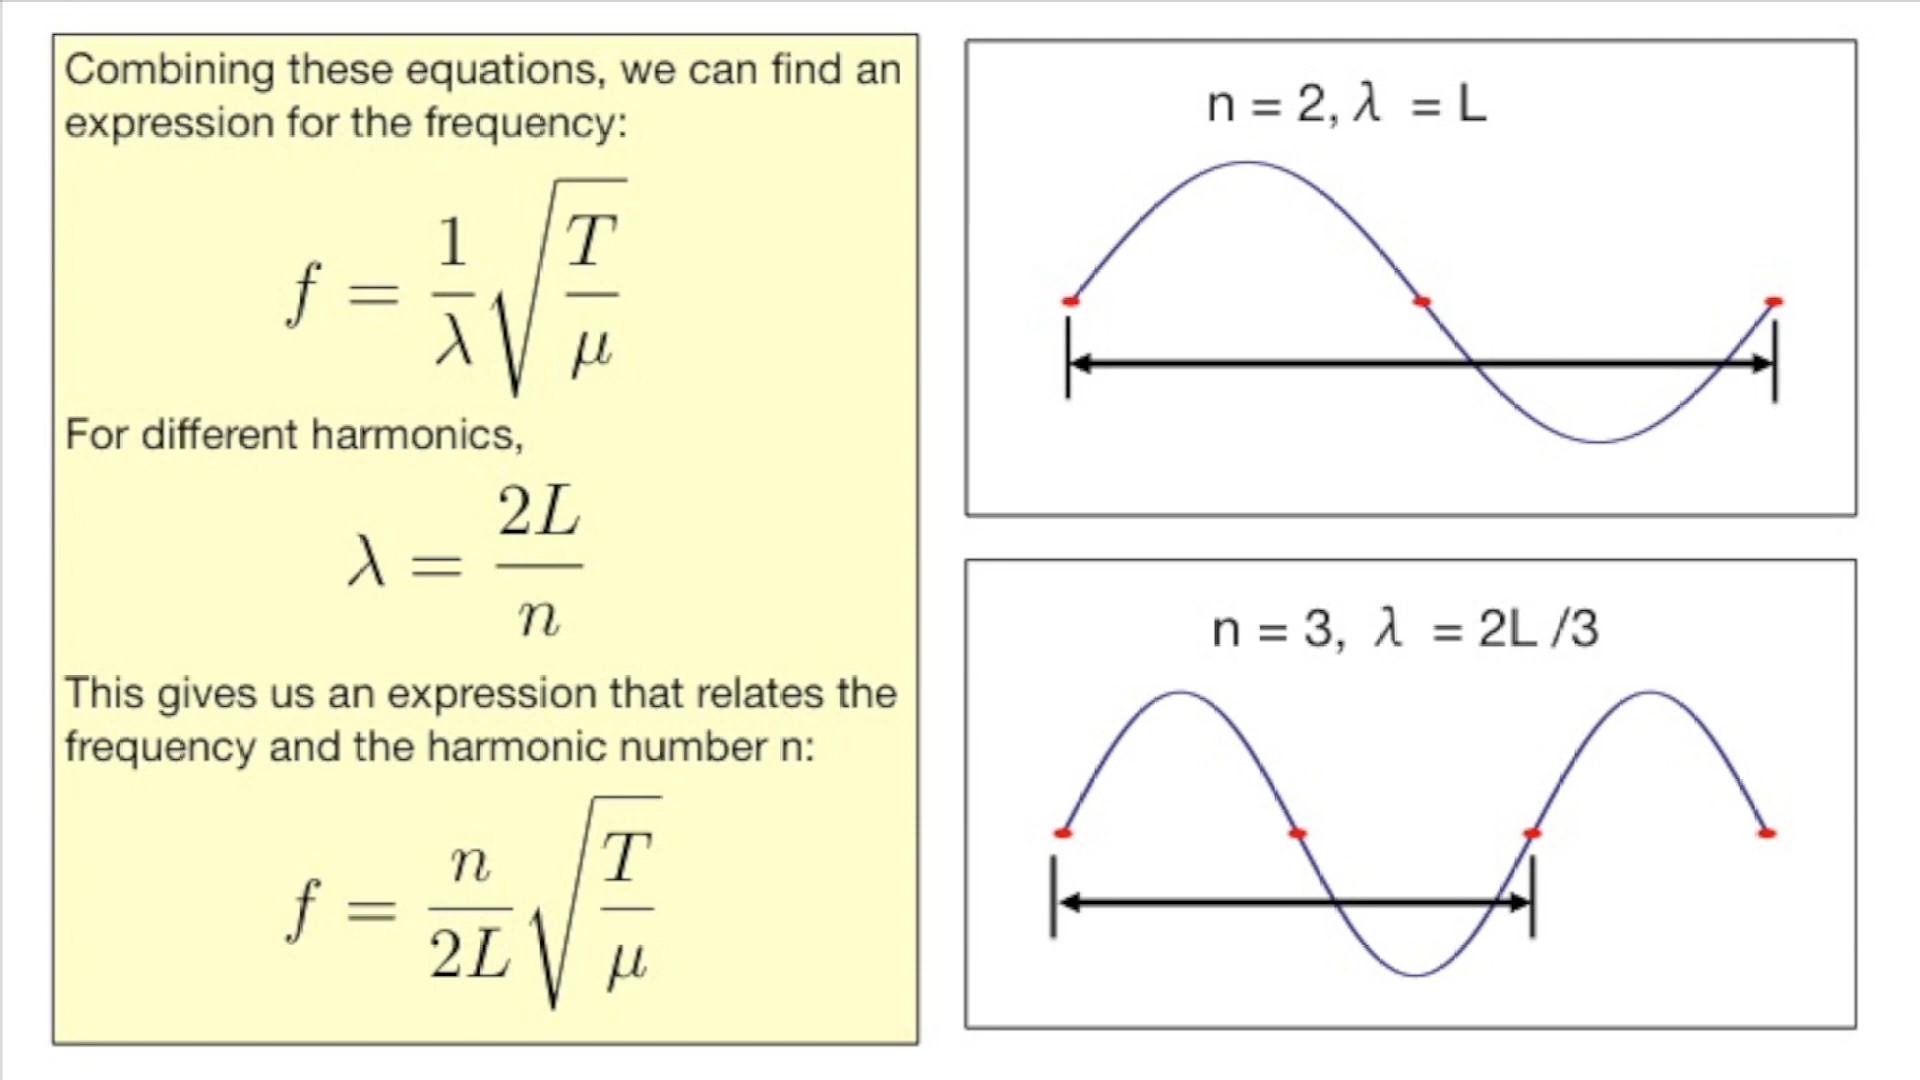 Combining these equations, we can find an
expression for the frequency:
f = 1/λ √(T/μ)
For different harmonics,
λ = 2L/n
This gives us an expression that relates the
frequency and the harmonic number n:
f = n/2L √(T/μ)
n = 2, λ = L
n = 3, λ = 2L /3